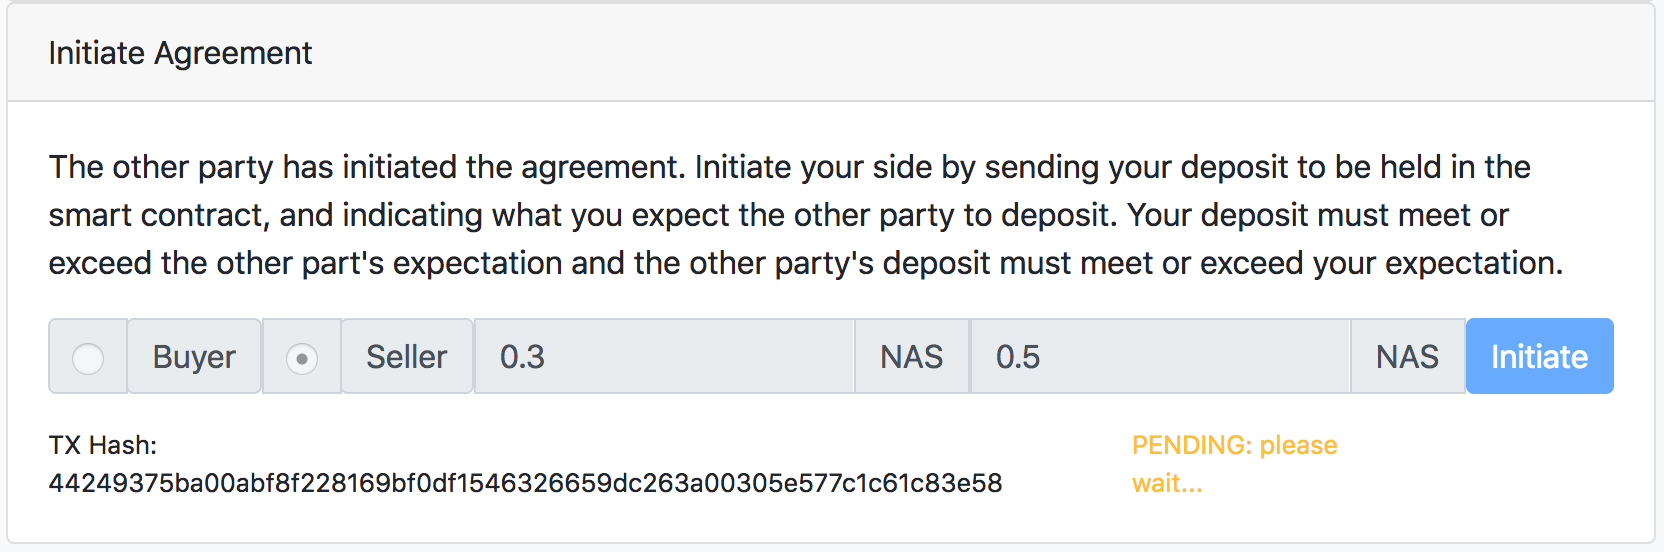 Initiate Agreement
The other party has initiated the agreement. Initiate your side by sending your deposit to be held in the
smart contract, and indicating what you expect the other party to deposit. Your deposit must meet or
exceed the other part's expectation and the other party's deposit must meet or exceed your expectation.
Buyer Seller 0.3 NAS 0.5 NAS Initiate
TX Hash: PENDING: please
44249375ba00abf8f228169bf0df1546326659dc263a00305e577c1c61c83e58 wait...